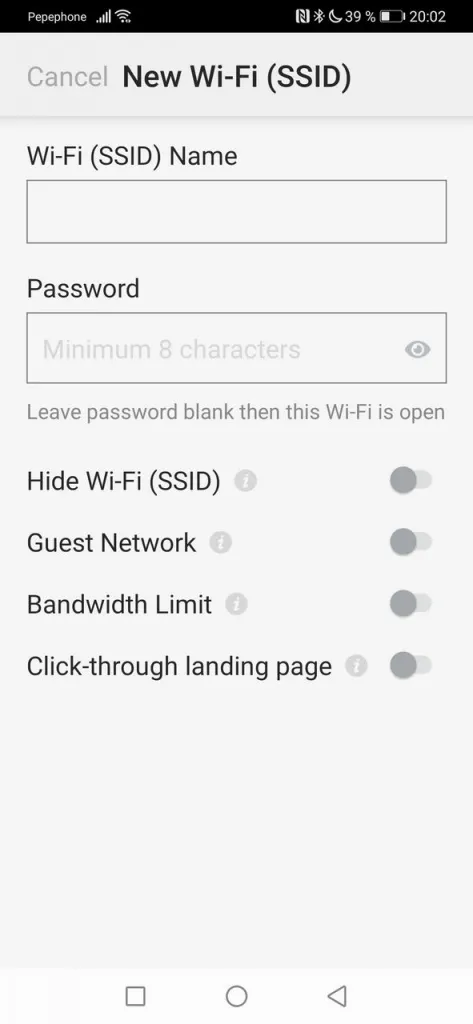 Pepephone 39 % 20:02
Cancel New Wi-Fi (SSID)
Wi-Fi (SSID) Name
Password
Minimum 8 characters
Leave password blank then this Wi-Fi is open
Hide Wi-Fi (SSID) i
Guest Network i
Bandwidth Limit i
Click-through landing page i